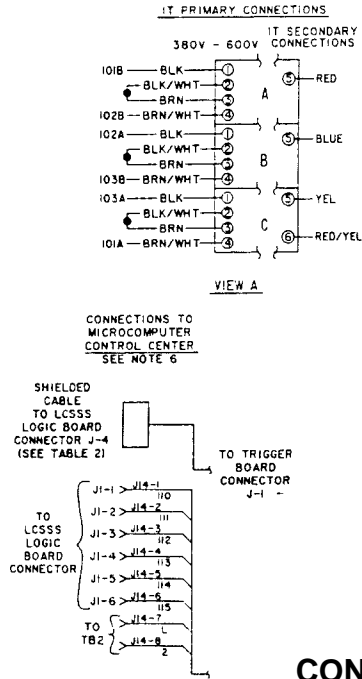 IT PRIMARY CONNECTIONS
380V - 600V
IT SECONDARY
CONNECTIONS
101B BLK 1
BLK/WHT 2
BRN 3
102B BRN/WHT 4
A
5 RED
102A BLK 1
BLK/WHT 2
BRN 3
103B BRN/WHT 4
B
5 BLUE
103A BLK 1
BLK/WHT 2
BRN 3
101A BRN/WHT 4
C
5 YEL
6 RED/YEL
VIEW A
CONNECTIONS TO
MICROCOMPUTER
CONTROL CENTER
SEE NOTE 6
SHIELDED
CABLE
TO LCSSS
LOGIC BOARD
CONNECTOR J-4
(SEE TABLE 2)
TO TRIGGER
BOARD
CONNECTOR
J-1 -
TO
LCSSS
LOGIC
BOARD
CONNECTOR
J1-1 J14-1 110
J1-2 J14-2 111
J1-3 J14-3 112
J1-4 J14-4 113
J1-5 J14-5 114
J1-6 J14-6 115
TO
TB2
J14-7 L
J14-8 2
CON